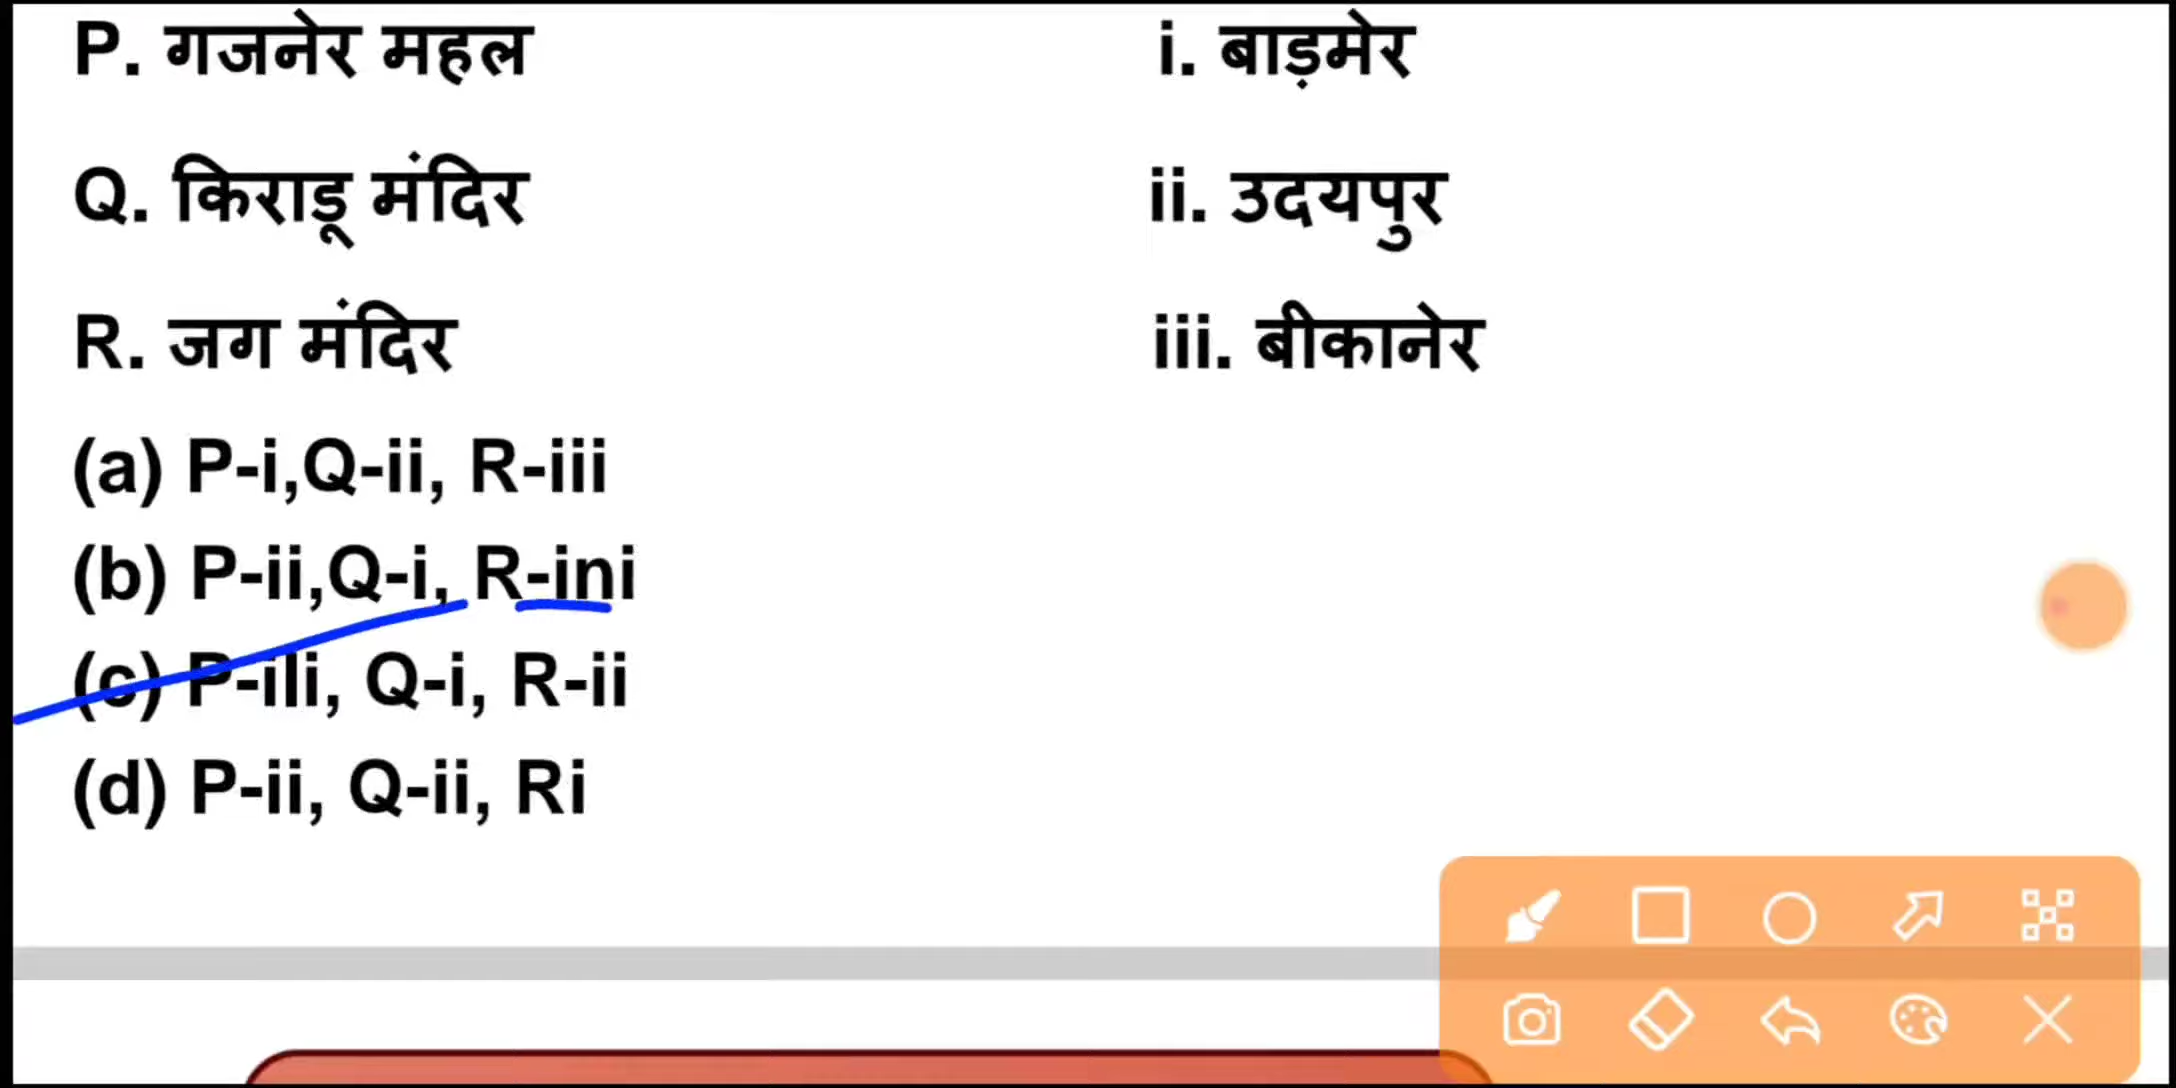 P. गजनेर महल
i. बाड़मेर
Q. किराडू मंदिर
ii. उदयपुर
R. जग मंदिर
iii. बीकानेर
(a) P-i,Q-ii, R-iii
(b) P-ii,Q-i, R-ini
(c) P-ili, Q-i, R-ii
(d) P-ii, Q-ii, Ri